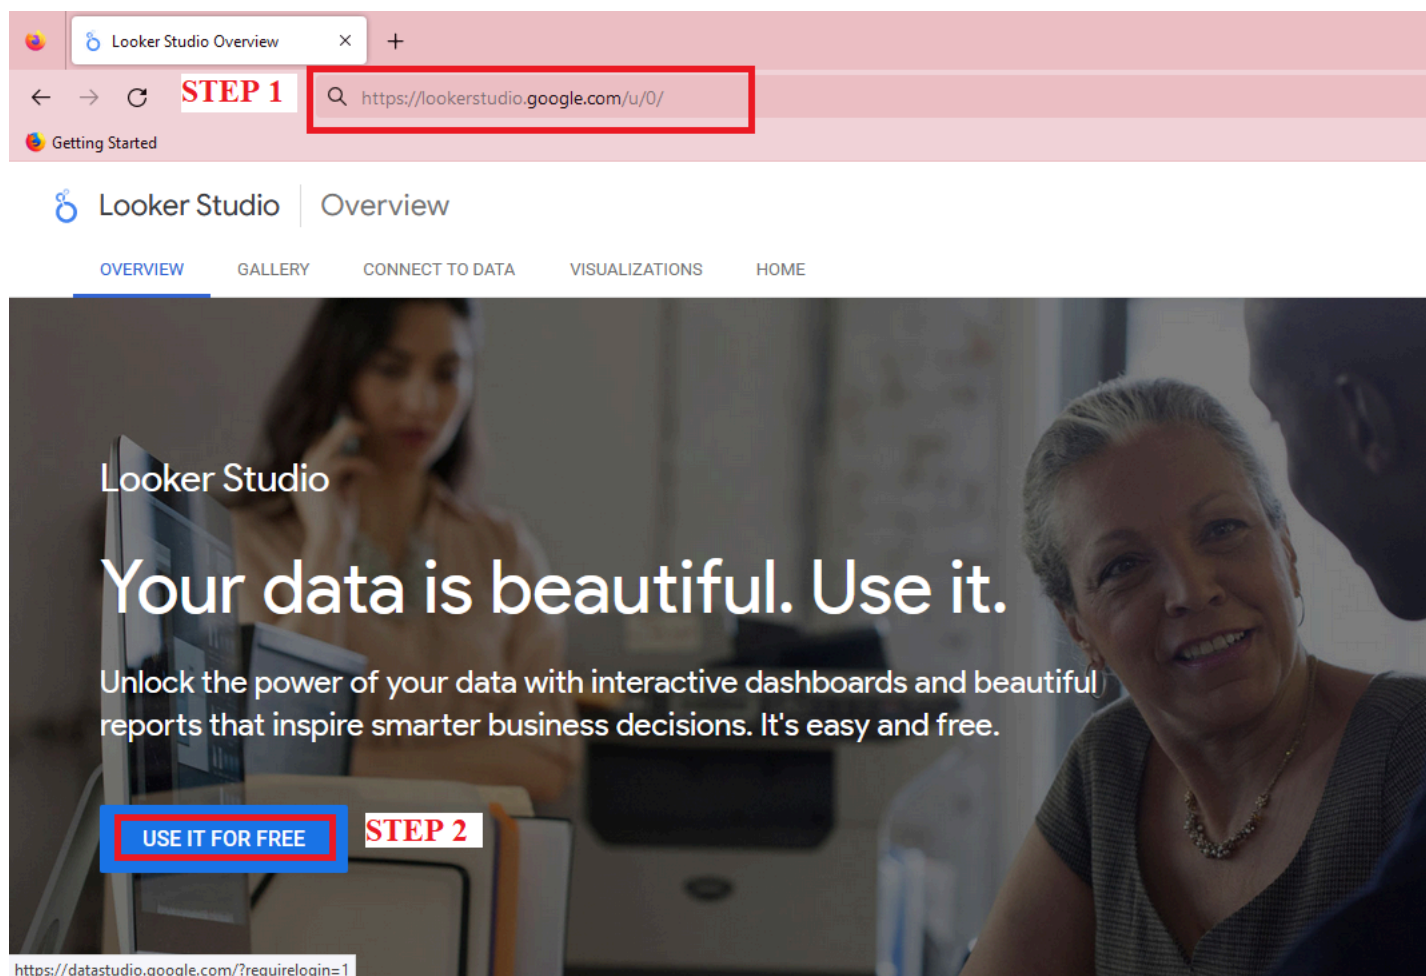 Looker Studio Overview
STEP 1
https://lookerstudio.google.com/u/0/
Getting Started
Looker Studio
Overview
OVERVIEW GALLERY CONNECT TO DATA VISUALIZATIONS HOME
Looker Studio
Your data is beautiful. Use it.
Unlock the power of your data with interactive dashboards and beautiful
reports that inspire smarter business decisions. It's easy and free.
USE IT FOR FREE
STEP 2
https://datastudio.google.com/?requirelogin=1